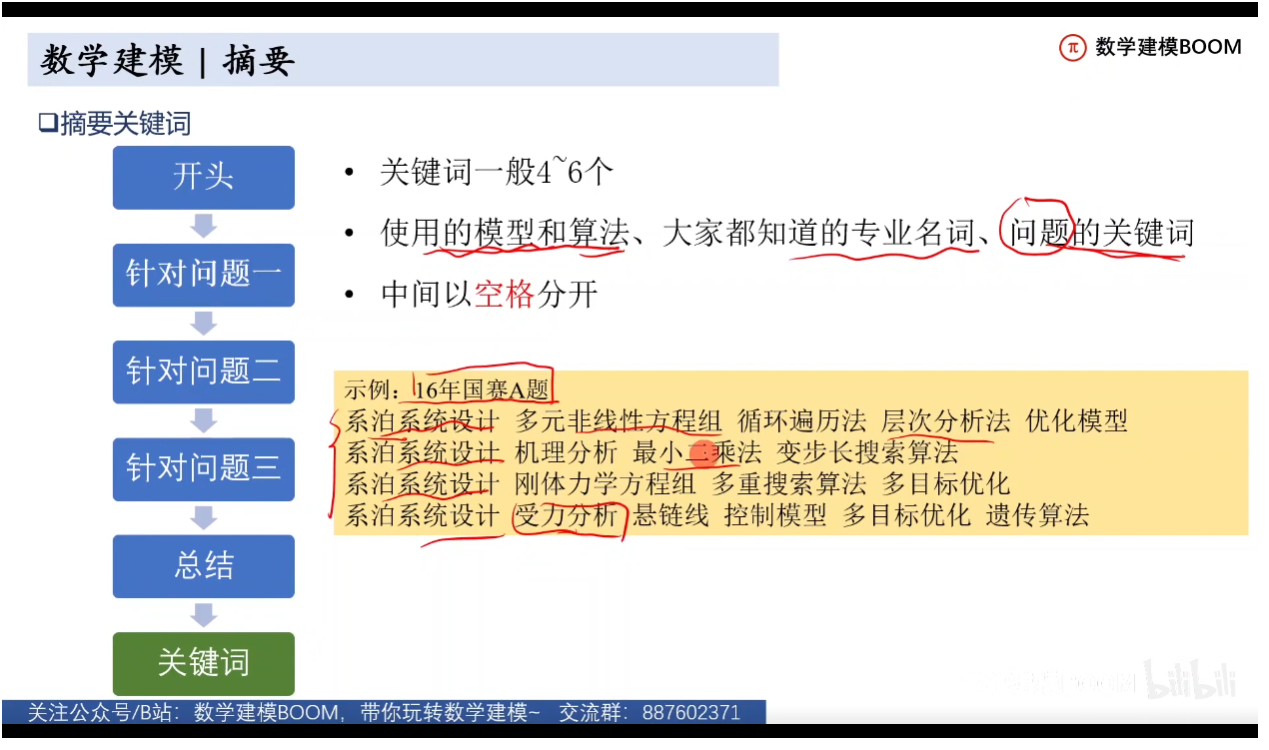 数学建模 | 摘要
数学建模BOOM
摘要关键词
开头
针对问题一
针对问题二
针对问题三
总结
关键词
• 关键词一般4~6个
• 使用的模型和算法、大家都知道的专业名词、问题的关键词
• 中间以空格分开
示例：16年国赛A题
系泊系统设计 多元非线性方程组 循环遍历法 层次分析法 优化模型
系泊系统设计 机理分析 最小二乘法 变步长搜索算法
系泊系统设计 刚体力学方程组 多重搜索算法 多目标优化
系泊系统设计 受力分析 悬链线 控制模型 多目标优化 遗传算法
bilibili
关注公众号/B站：数学建模BOOM，带你玩转数学建模~ 交流群：887602371